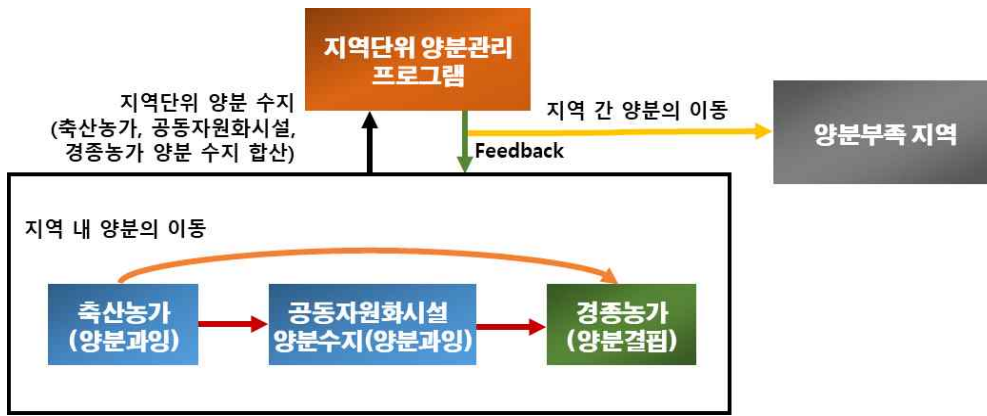 지역단위 양분관리
프로그램
지역단위 양분 수지
(축산농가, 공동자원화시설,
경종농가 양분 수지 합산)
지역 간 양분의 이동
Feedback
양분부족 지역
지역 내 양분의 이동
축산농가
(양분과잉)
공동자원화시설
양분수지(양분과잉)
경종농가
(양분결핍)